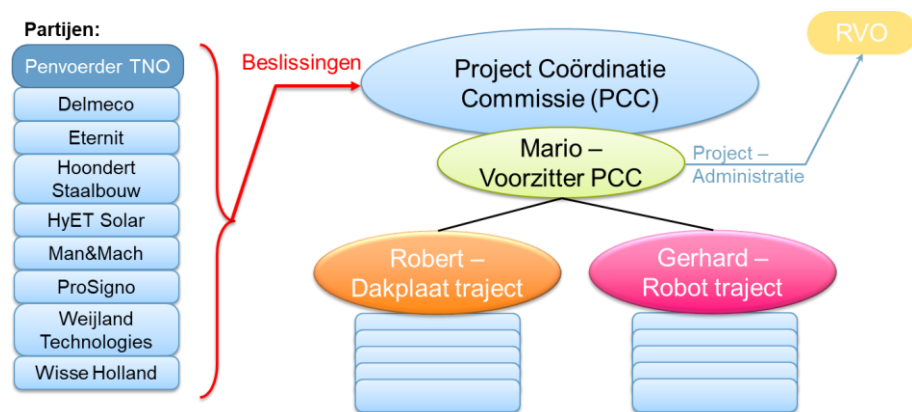 Partijen:
Penvoerder TNO
Delmeco
Eternit
Hoondert
Staalbouw
HyET Solar
Man&Mach
ProSigno
Weijland
Technologies
Wisse Holland
Beslissingen
Project Coördinatie
Commissie (PCC)
Mario –
Voorzitter PCC
RVO
Project –
Administratie
Robert –
Dakplaat traject
Gerhard –
Robot traject